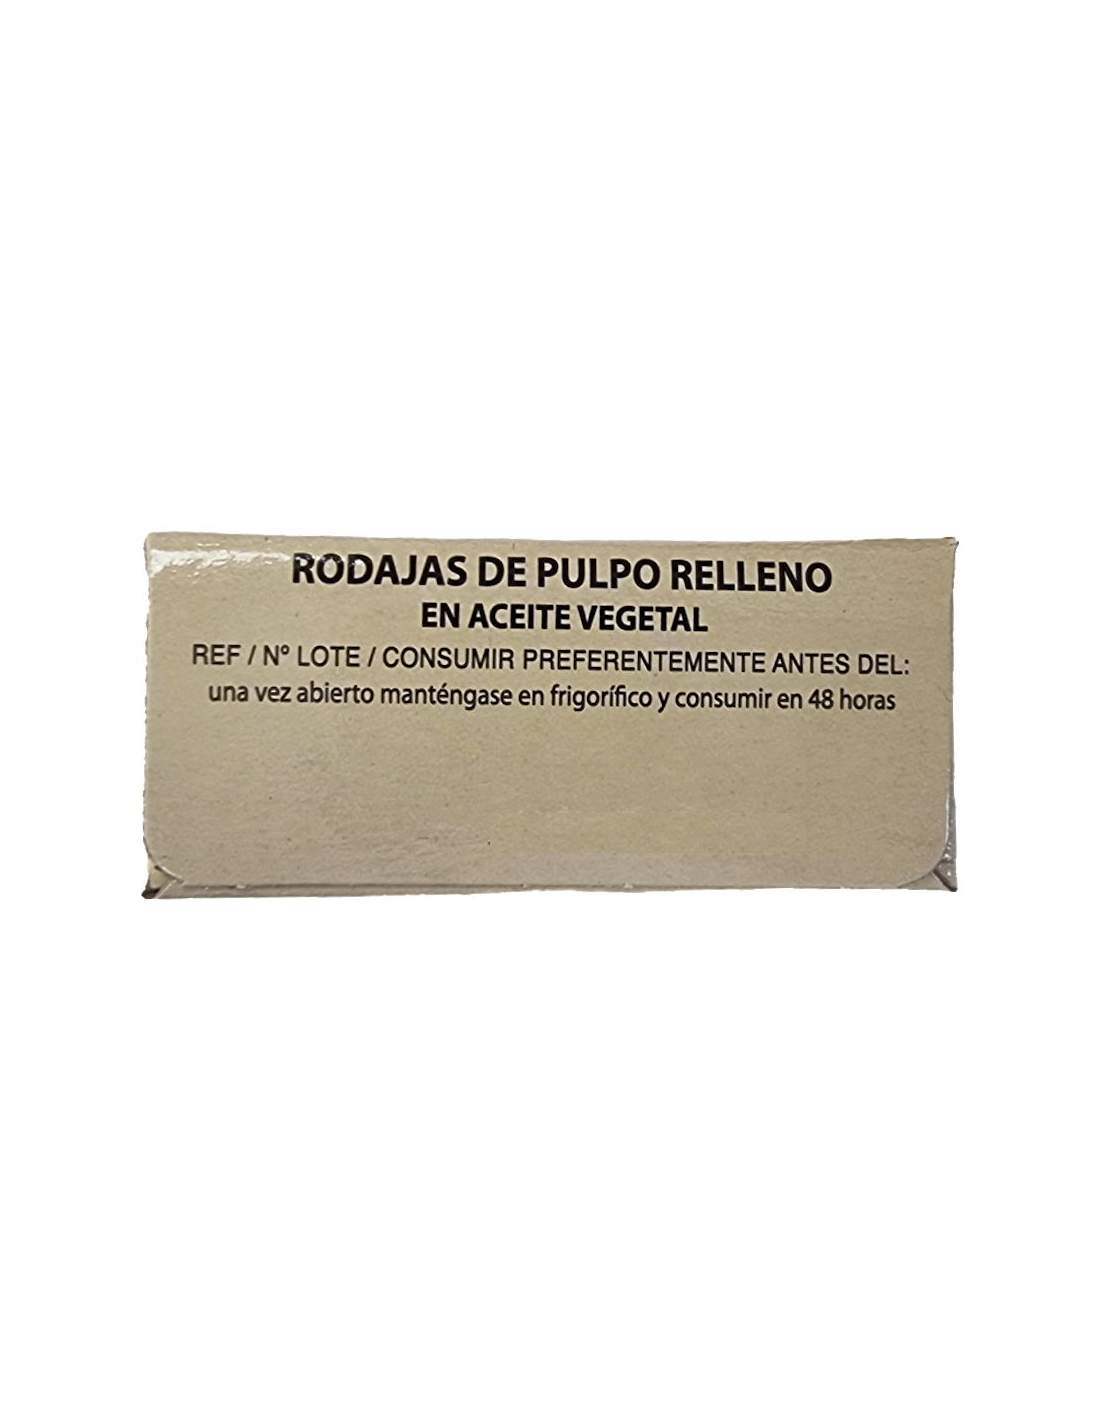 RODAJAS DE PULPO RELLENO
EN ACEITE VEGETAL
REF / Nº LOTE / CONSUMIR PREFERENTEMENTE ANTES DEL:
una vez abierto manténgase en frigorífico y consumir en 48 horas